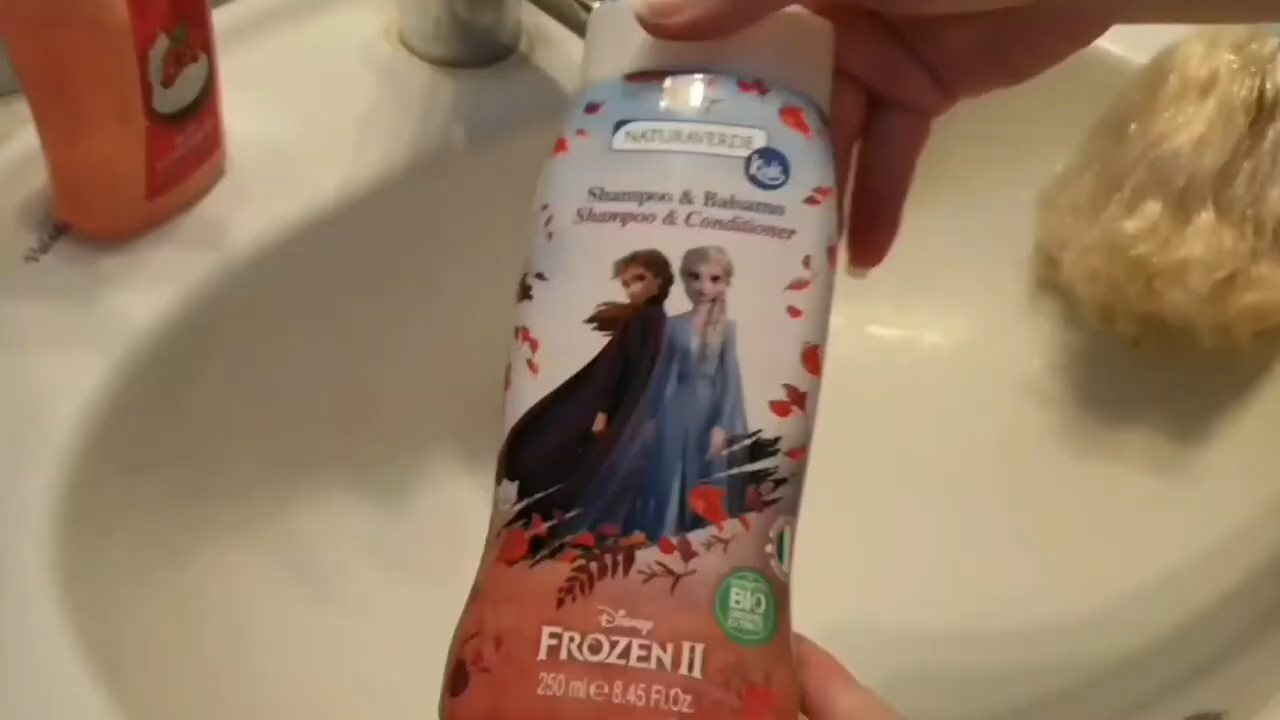 NATURAVERDE
Kids
Shampoo & Balsamo
Shampoo & Conditioner
BIO
Disney
FROZEN II
250 ml e 8.45 Fl.Oz.